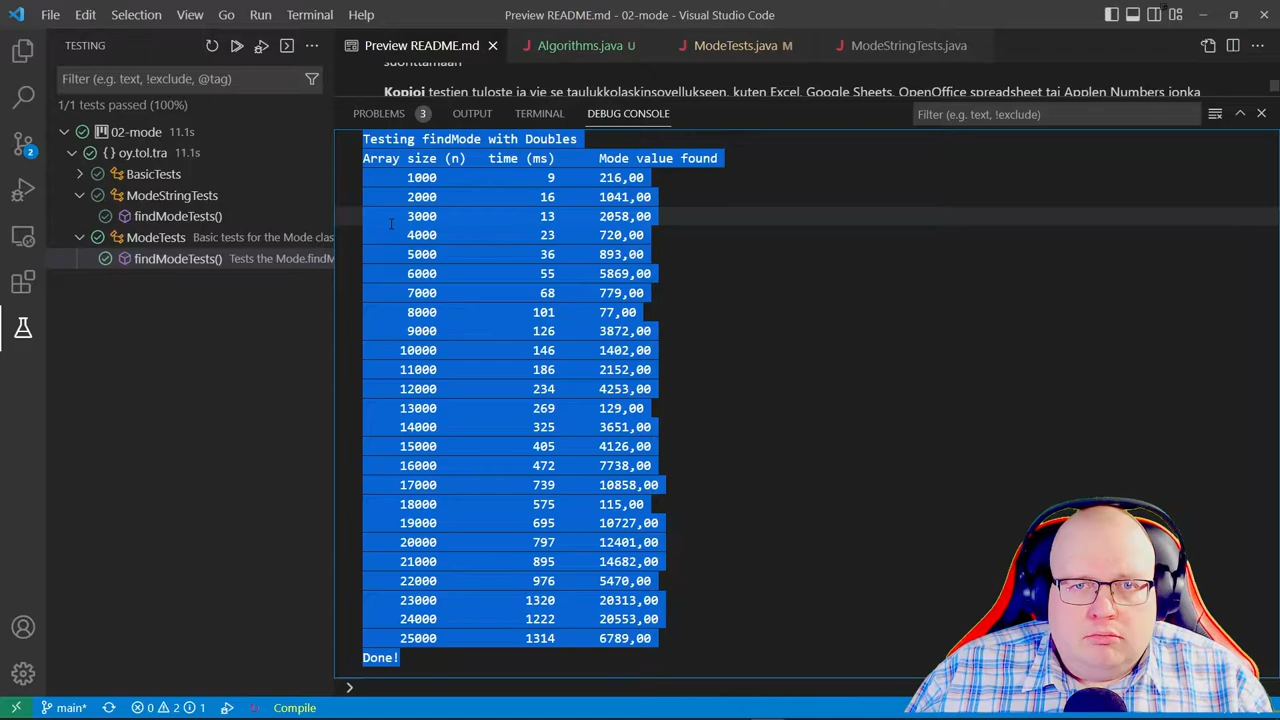 File Edit Selection View Go Run Terminal Help Preview README.md - 02-mode - Visual Studio Code
TESTING
Preview README.md
Algorithms.java U
ModeTests.java M
ModeStringTests.java
Filter (e.g. text, !exclude, @tag)
1/1 tests passed (100%)
02-mode 11.1s
oy.tol.tra 11.1s
BasicTests
ModeStringTests
findModeTests()
ModeTests Basic tests for the Mode clas
findModeTests() Tests the Mode.findM
suorittamaan
Kopioi testien tuloste ja vie se taulukkolaskinsovellukseen, kuten Excel, Google Sheets, OpenOffice spreadsheet tai Applen Numbers jonka
PROBLEMS 3 OUTPUT TERMINAL DEBUG CONSOLE Filter (e.g. text, !exclude)
Testing findMode with Doubles
Array size (n) time (ms) Mode value found
1000 9 216,00
2000 16 1041,00
3000 13 2058,00
4000 23 720,00
5000 36 893,00
6000 55 5869,00
7000 68 779,00
8000 101 77,00
9000 126 3872,00
10000 146 1402,00
11000 186 2152,00
12000 234 4253,00
13000 269 129,00
14000 325 3651,00
15000 405 4126,00
16000 472 7738,00
17000 739 10858,00
18000 575 115,00
19000 695 10727,00
20000 797 12401,00
21000 895 14682,00
22000 976 5470,00
23000 1320 20313,00
24000 1222 20553,00
25000 1314 6789,00
Done!
2
main* 0 2 1 Compile